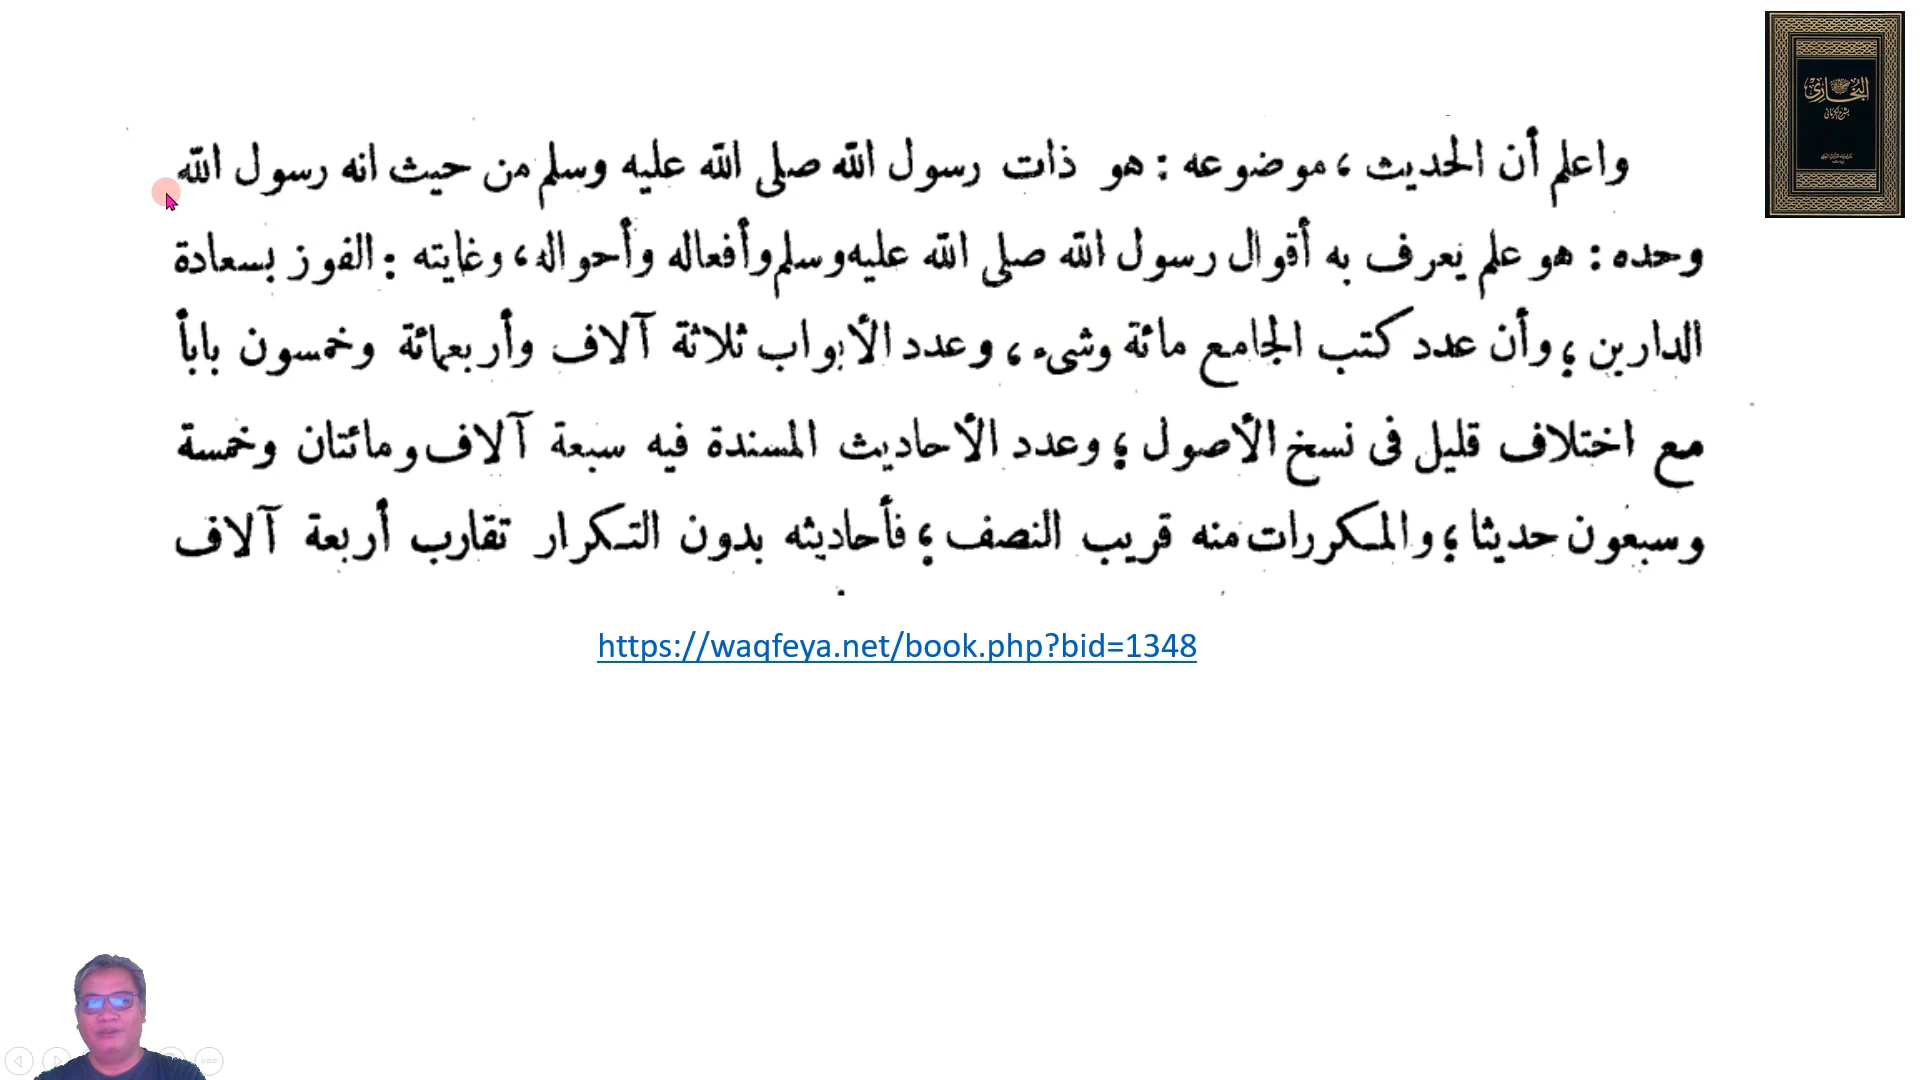 واعلم أن الحديث ، موضوعه : هو ذات رسول الله صلى الله عليه وسلم من حيث انه رسول الله
وحده : هو علم يعرف به أقوال رسول الله صلى الله عليه وسلم وأفعاله وأحواله ، وغايته : الفوز بسعادة
الدارين ؛ وأن عدد كتب الجامع مائة وشىء ، وعدد الأبواب ثلاثة آلاف وأربعمائة وخمسون باباً
مع اختلاف قليل فى نسخ الأصول ؛ وعدد الأحاديث المسندة فيه سبعة آلاف ومائتان وخمسة
وسبعون حديثا ؛ والمكررات منه قريب النصف ؛ فأحاديثه بدون التكرار تقارب أربعة آلاف
https://waqfeya.net/book.php?bid=1348
البخاري
بشرح الكرماني